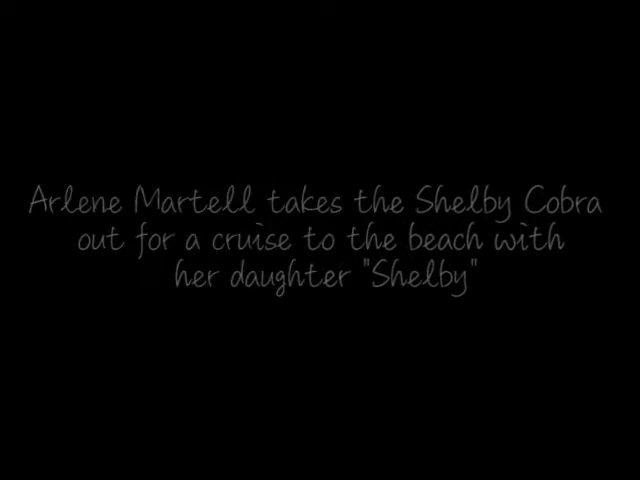 Arlene Martell takes the Shelby Cobra
out for a cruise to the beach with
her daughter "Shelby"